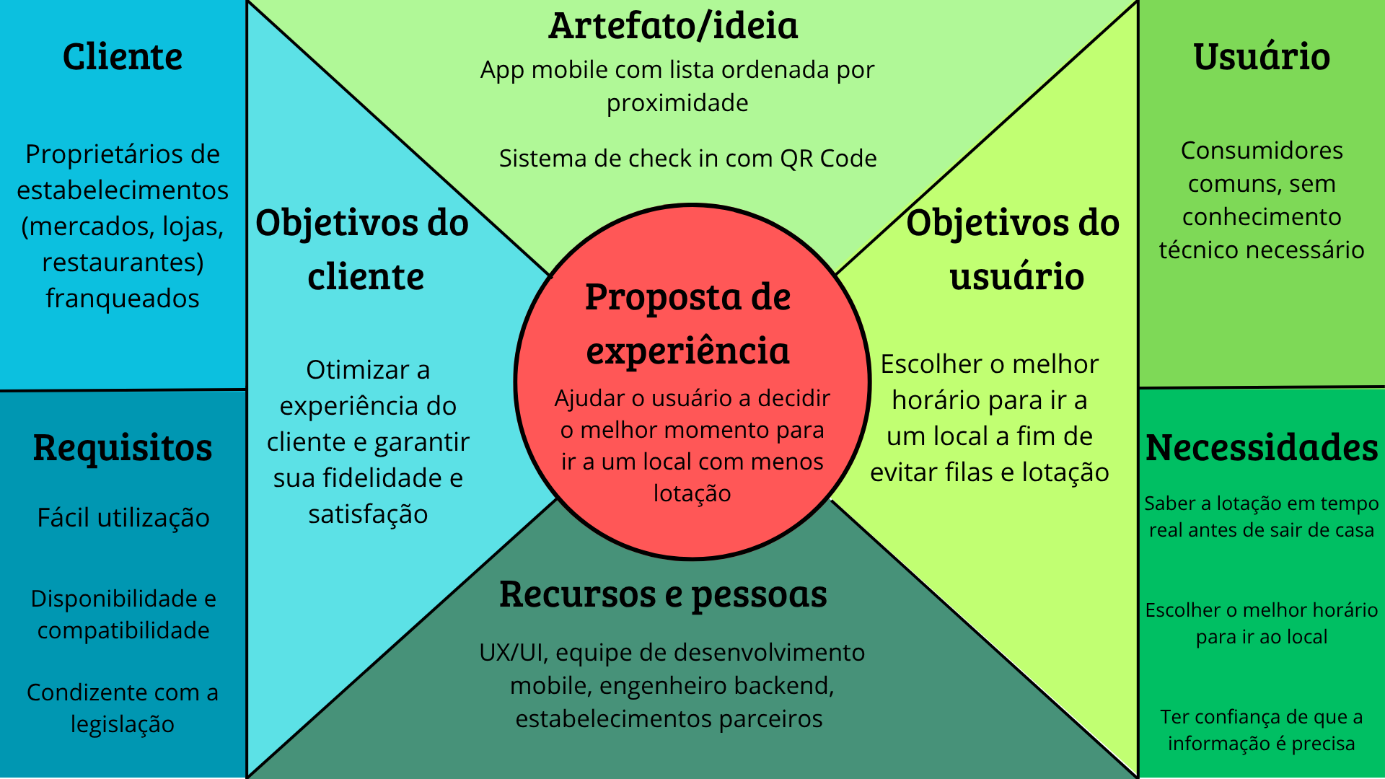 Cliente
Proprietários de
estabelecimentos
(mercados, lojas,
restaurantes)
franqueados
Requisitos
Fácil utilização
Disponibilidade e
compatibilidade
Condizente com a
legislação
Objetivos do
cliente
Otimizar a
experiência do
cliente e garantir
sua fidelidade e
satisfação
Artefato/ideia
App mobile com lista ordenada por
proximidade
Sistema de check in com QR Code
Proposta de
experiência
Ajudar o usuário a decidir
o melhor momento para
ir a um local com menos
lotação
Recursos e pessoas
UX/UI, equipe de desenvolvimento
mobile, engenheiro backend,
estabelecimentos parceiros
Objetivos do
usuário
Escolher o melhor
horário para ir a
um local a fim de
evitar filas e lotação
Usuário
Consumidores
comuns, sem
conhecimento
técnico necessário
Necessidades
Saber a lotação em tempo
real antes de sair de casa
Escolher o melhor horário
para ir ao local
Ter confiança de que a
informação é precisa